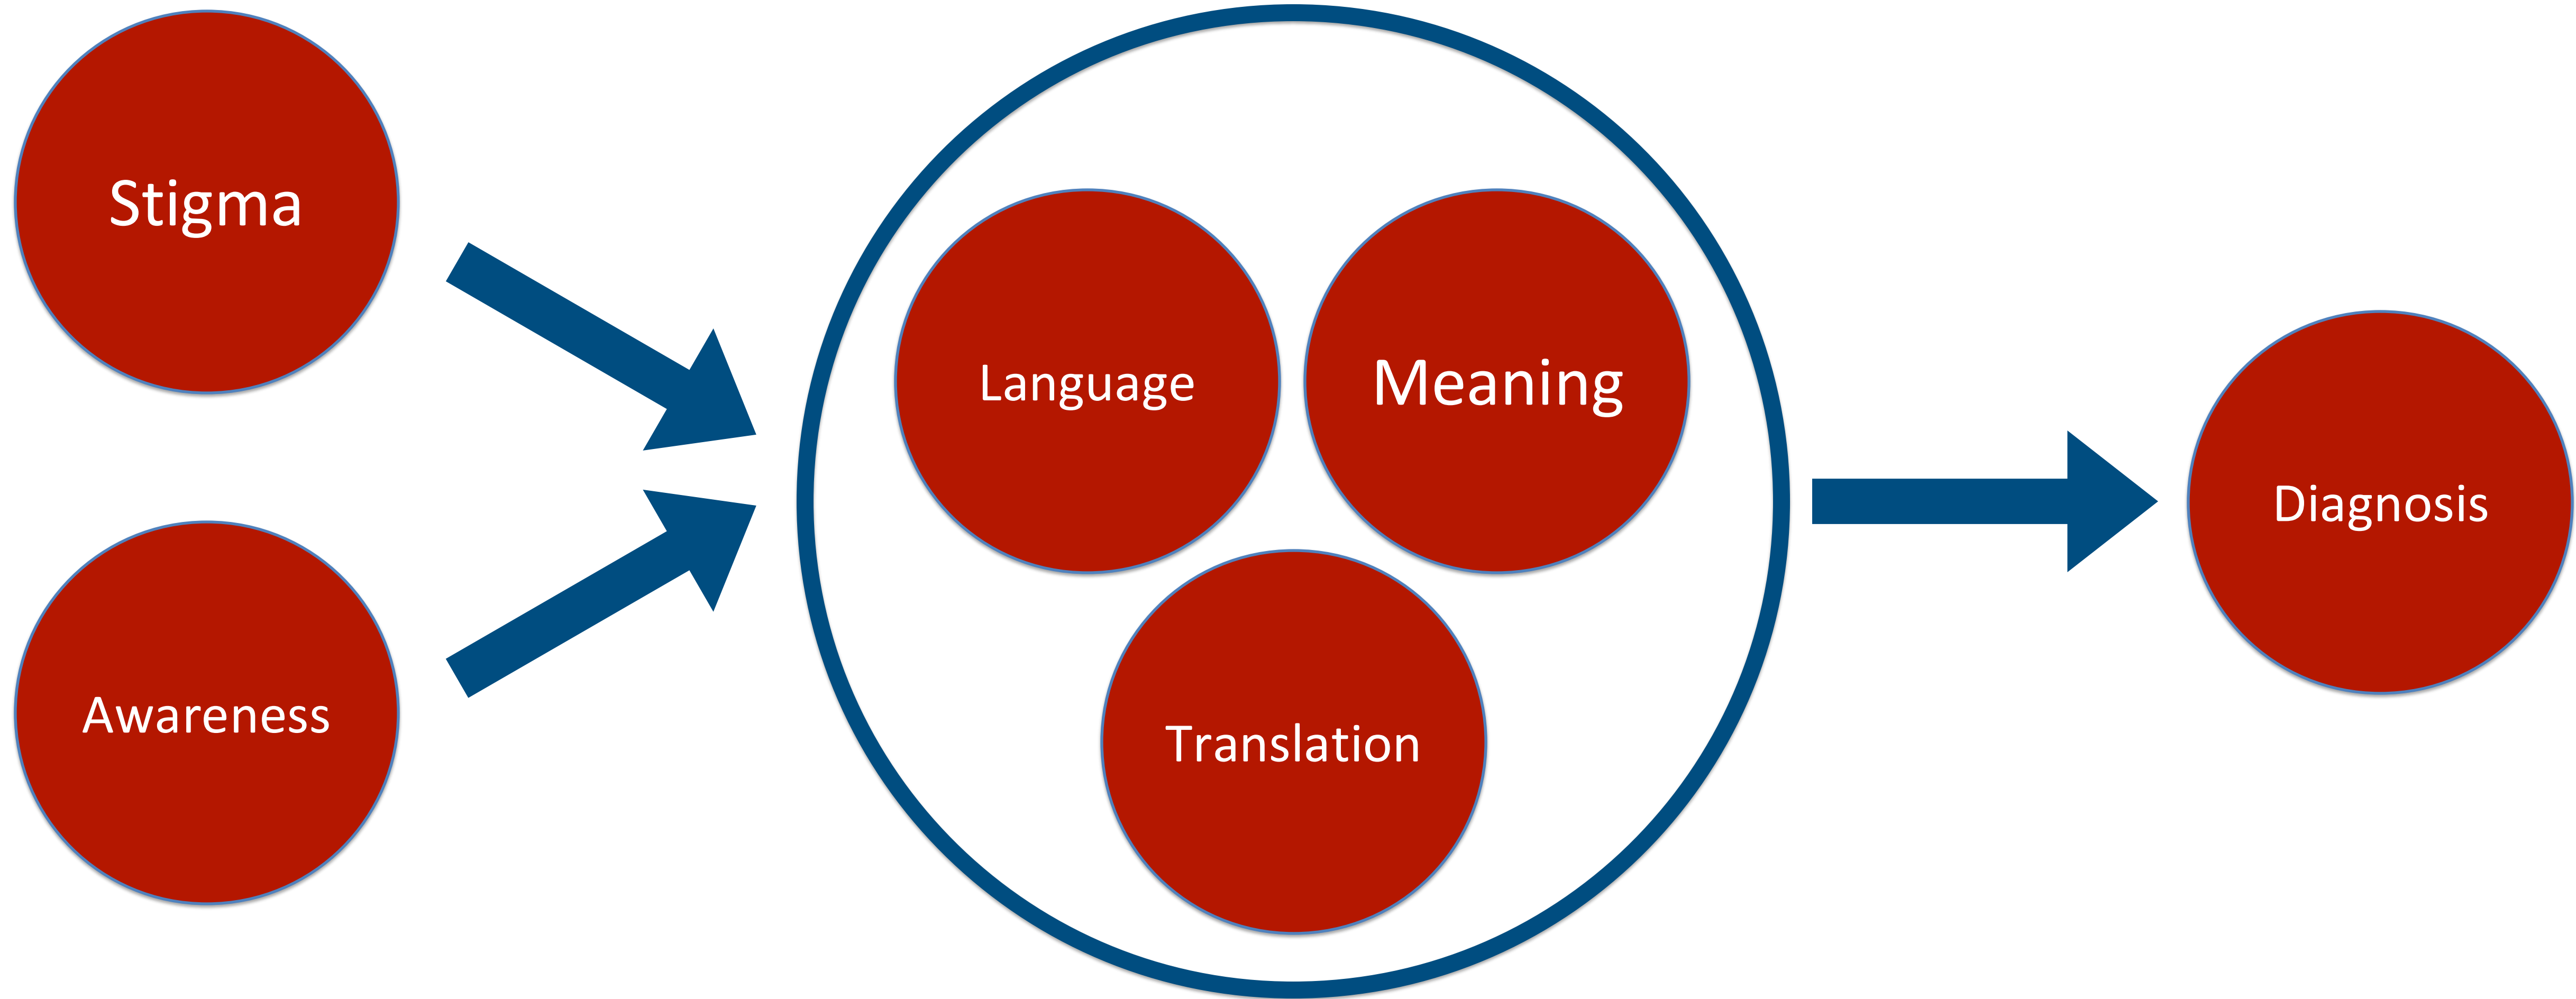 Stigma
Awareness
Language
Meaning
Translation
Diagnosis